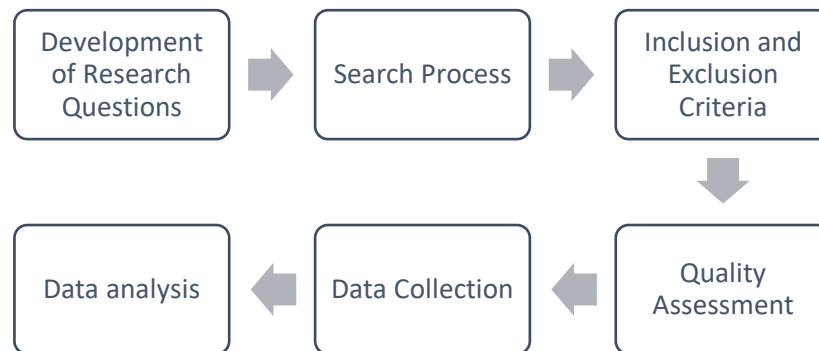 Development
of Research
Questions
Search Process
Inclusion and
Exclusion
Criteria
Quality
Assessment
Data Collection
Data analysis